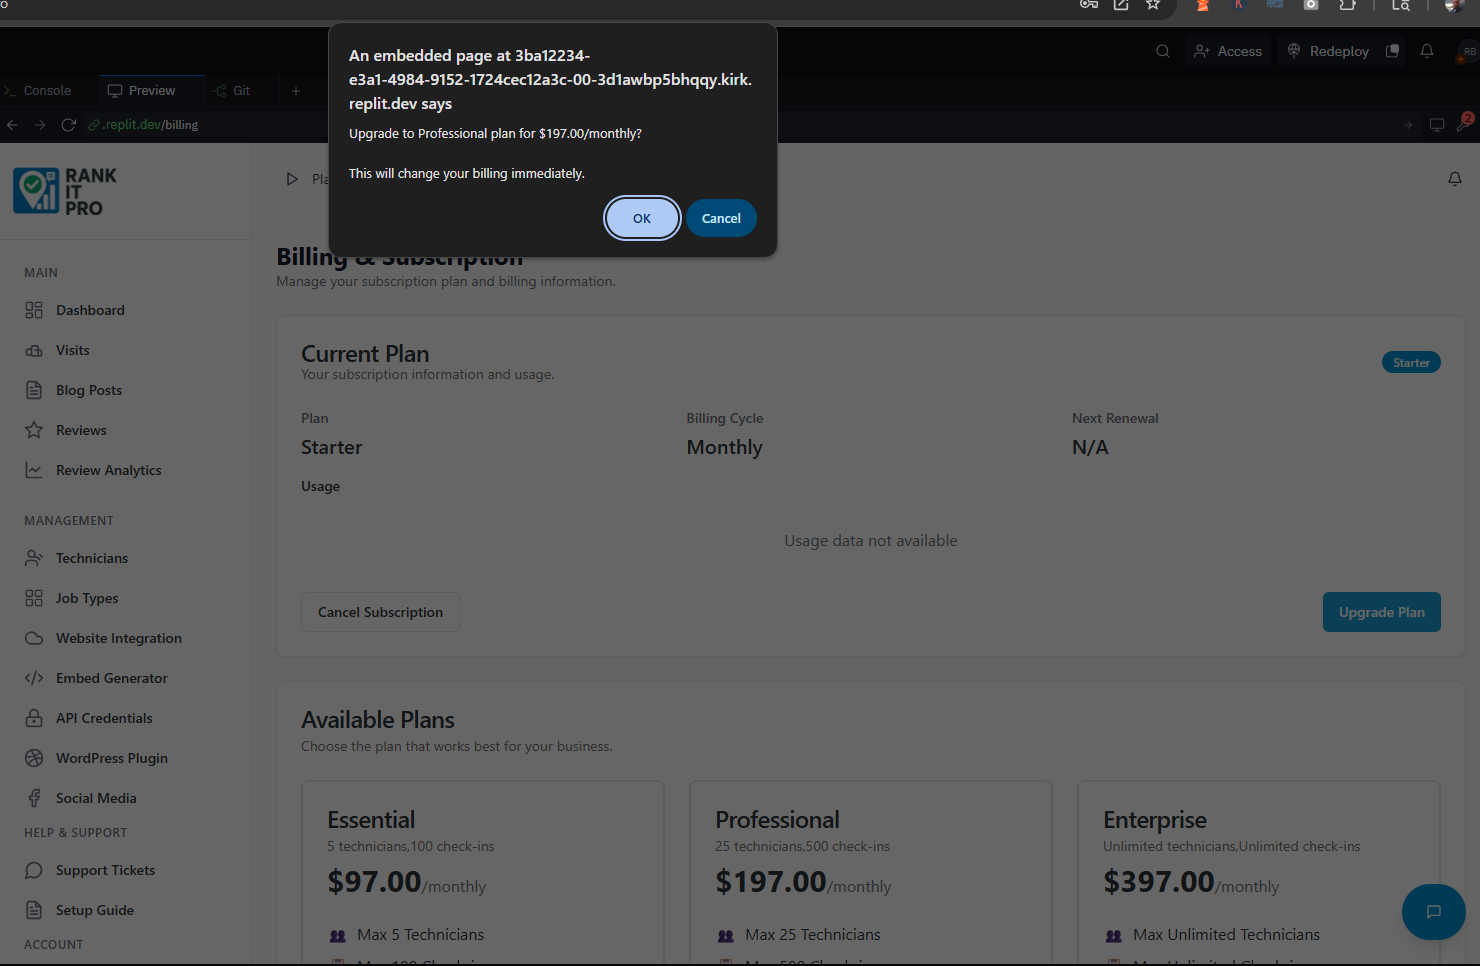 An embedded page at 3ba12234-
e3a1-4984-9152-1724cec12a3c-00-3d1awbp5bhqqy.kirk.
replit.dev says
Upgrade to Professional plan for $197.00/monthly?
This will change your billing immediately.
OK
Cancel
Access
Redeploy
RB
Console
Preview
Git
.replit.dev/billing
2
RANK
IT
PRO
MAIN
Dashboard
Visits
Blog Posts
Reviews
Review Analytics
MANAGEMENT
Technicians
Job Types
Website Integration
Embed Generator
API Credentials
WordPress Plugin
Social Media
HELP & SUPPORT
Support Tickets
Setup Guide
ACCOUNT
Billing & Subscription
Manage your subscription plan and billing information.
Current Plan
Your subscription information and usage.
Starter
Plan
Starter
Billing Cycle
Monthly
Next Renewal
N/A
Usage
Usage data not available
Cancel Subscription
Upgrade Plan
Available Plans
Choose the plan that works best for your business.
Essential
5 technicians,100 check-ins
$97.00/monthly
Max 5 Technicians
Professional
25 technicians,500 check-ins
$197.00/monthly
Max 25 Technicians
Enterprise
Unlimited technicians,Unlimited check-ins
$397.00/monthly
Max Unlimited Technicians